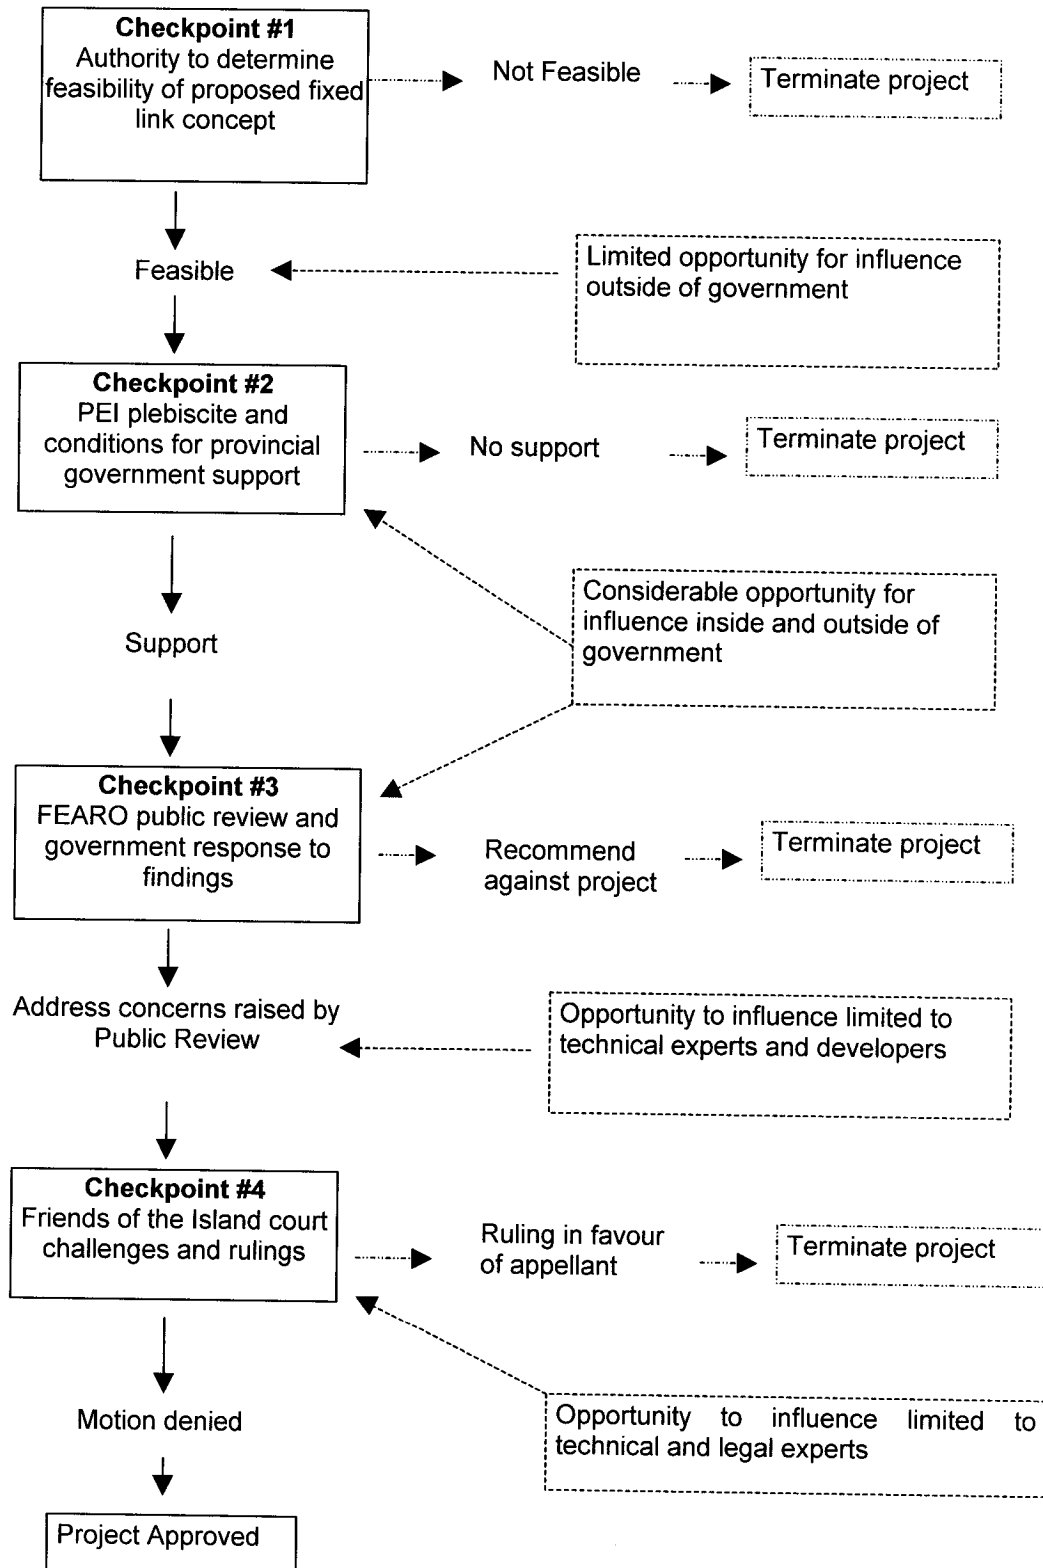 Checkpoint #1
Authority to determine
feasibility of proposed fixed
link concept
Not Feasible
Terminate project
Feasible
Limited opportunity for influence
outside of government
Checkpoint #2
PEI plebiscite and
conditions for provincial
government support
No support
Terminate project
Considerable opportunity for
influence inside and outside of
government
Support
Checkpoint #3
FEARO public review and
government response to
findings
Recommend
against project
Terminate project
Address concerns raised by
Public Review
Opportunity to influence limited to
technical experts and developers
Checkpoint #4
Friends of the Island court
challenges and rulings
Ruling in favour
of appellant
Terminate project
Motion denied
Opportunity to influence limited to
technical and legal experts
Project Approved